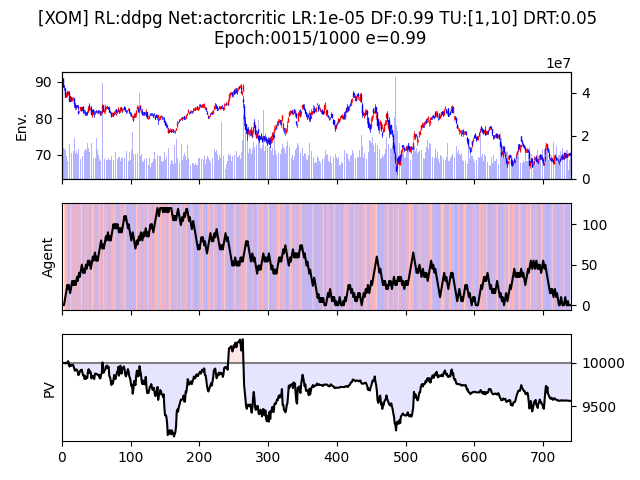 [XOM] RL:ddpg Net:actorcritic LR:1e-05 DF:0.99 TU:[1,10] DRT:0.05
Epoch:0015/1000 e=0.99
1e7
90
80
70
Env.
4
2
0
Agent
100
50
0
PV
10000
9500
0 100 200 300 400 500 600 700